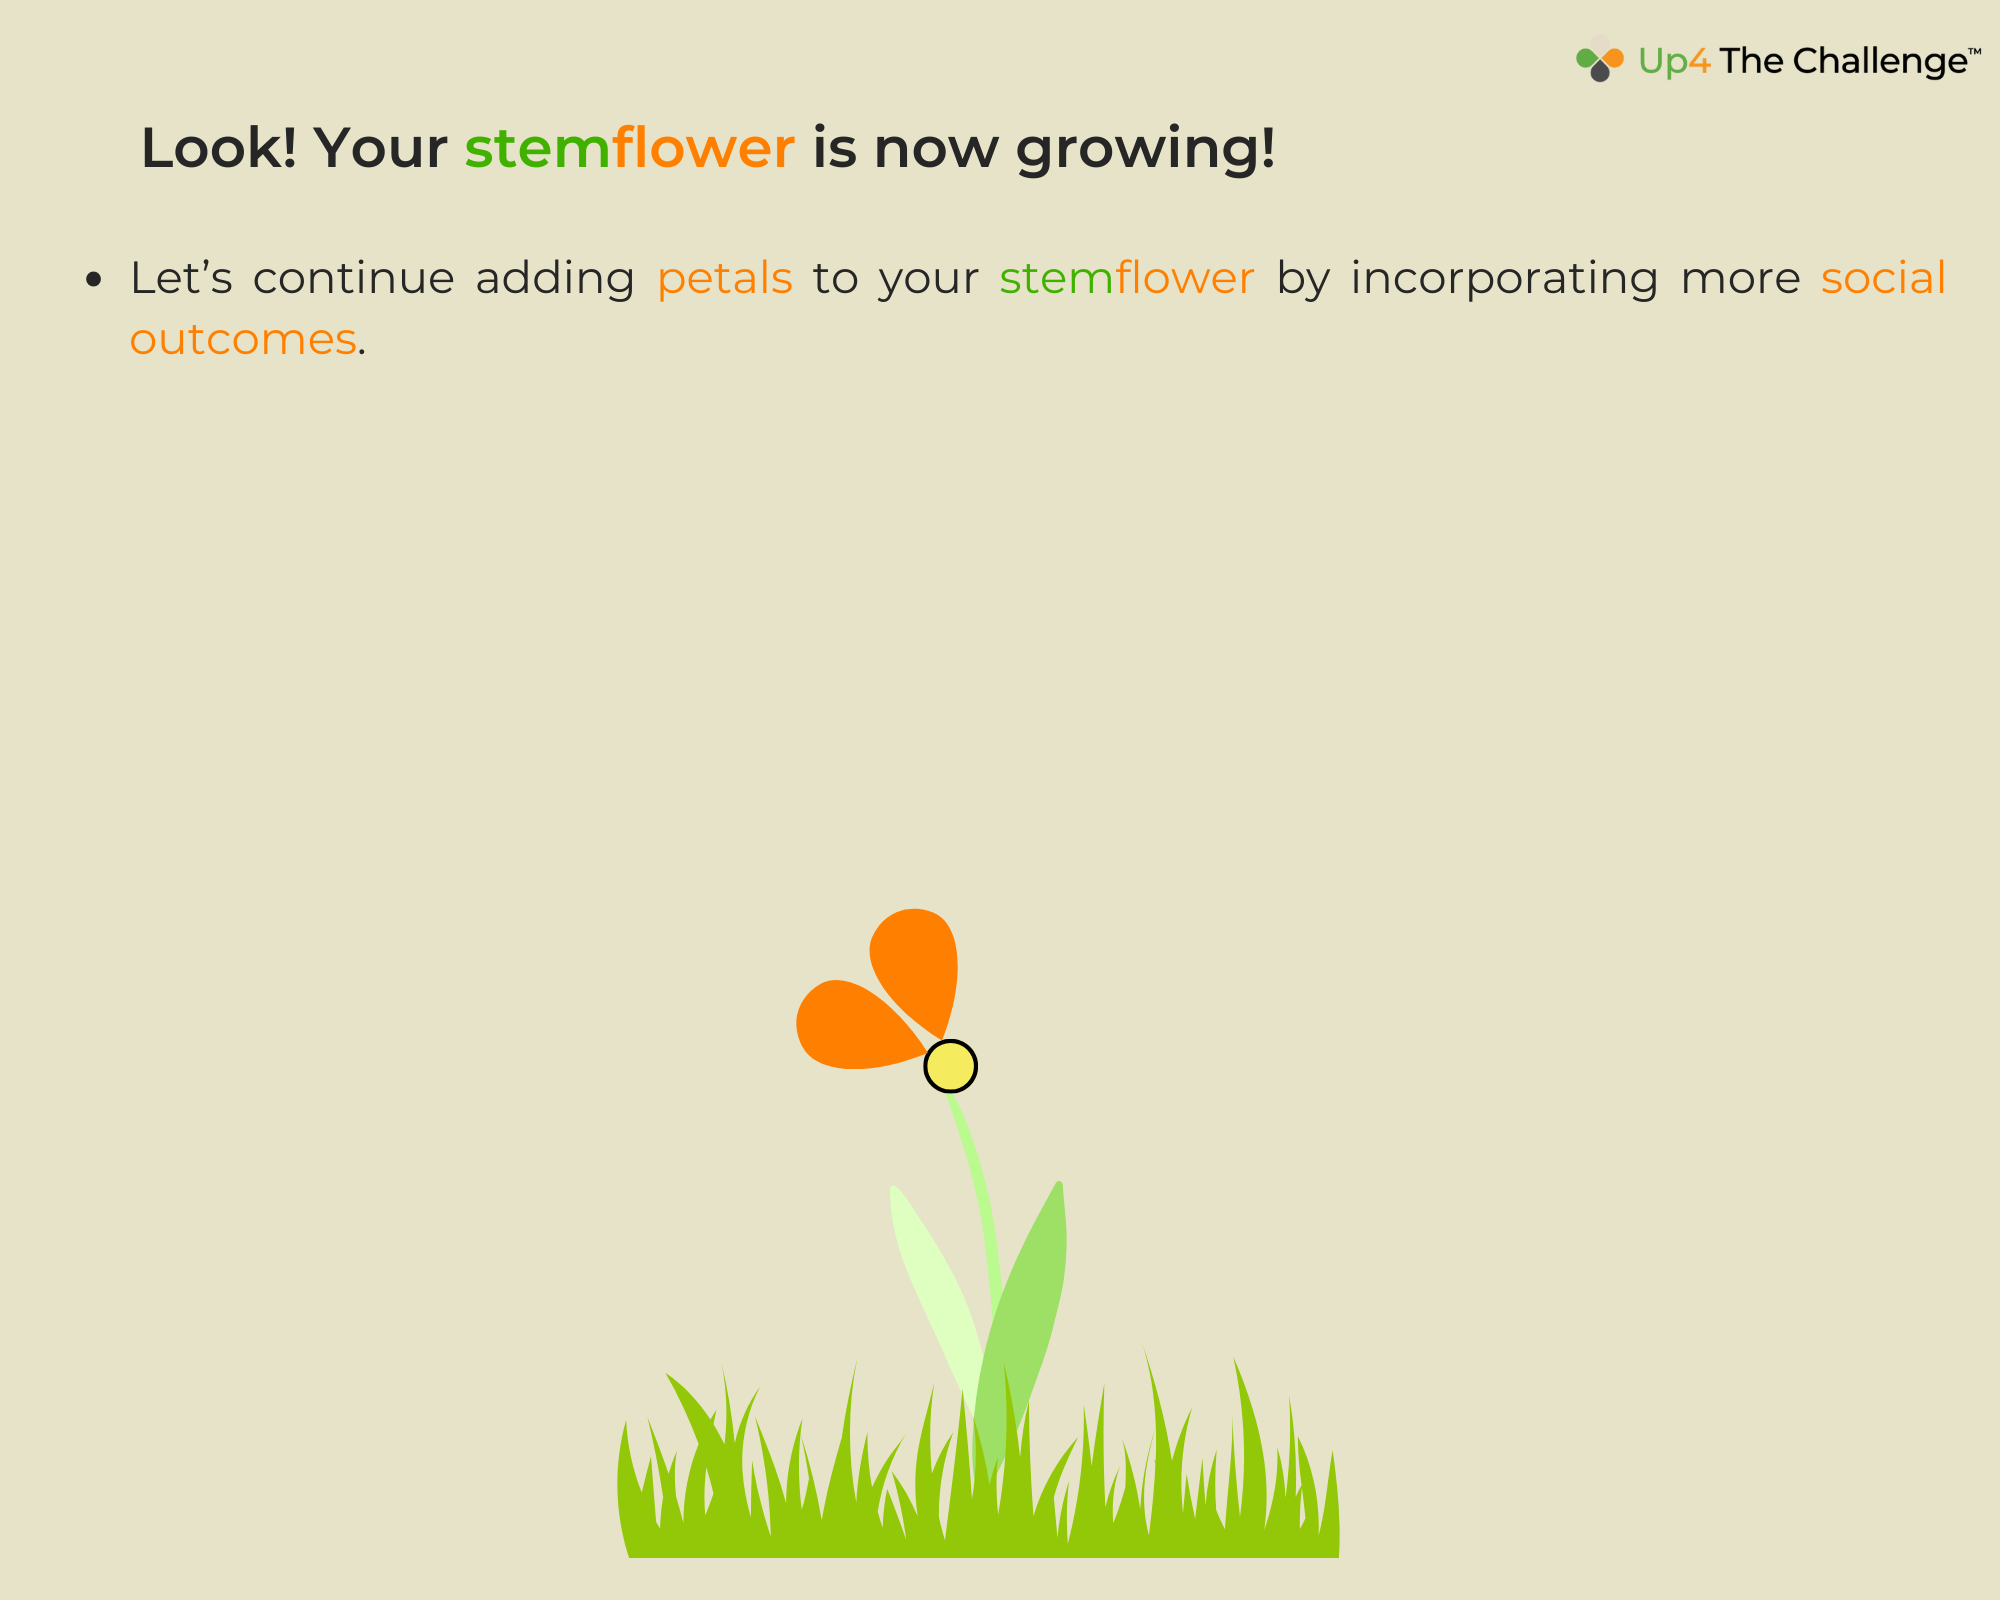 Up4 The Challenge™
Look! Your stemflower is now growing!
• Let’s continue adding petals to your stemflower by incorporating more social
outcomes.